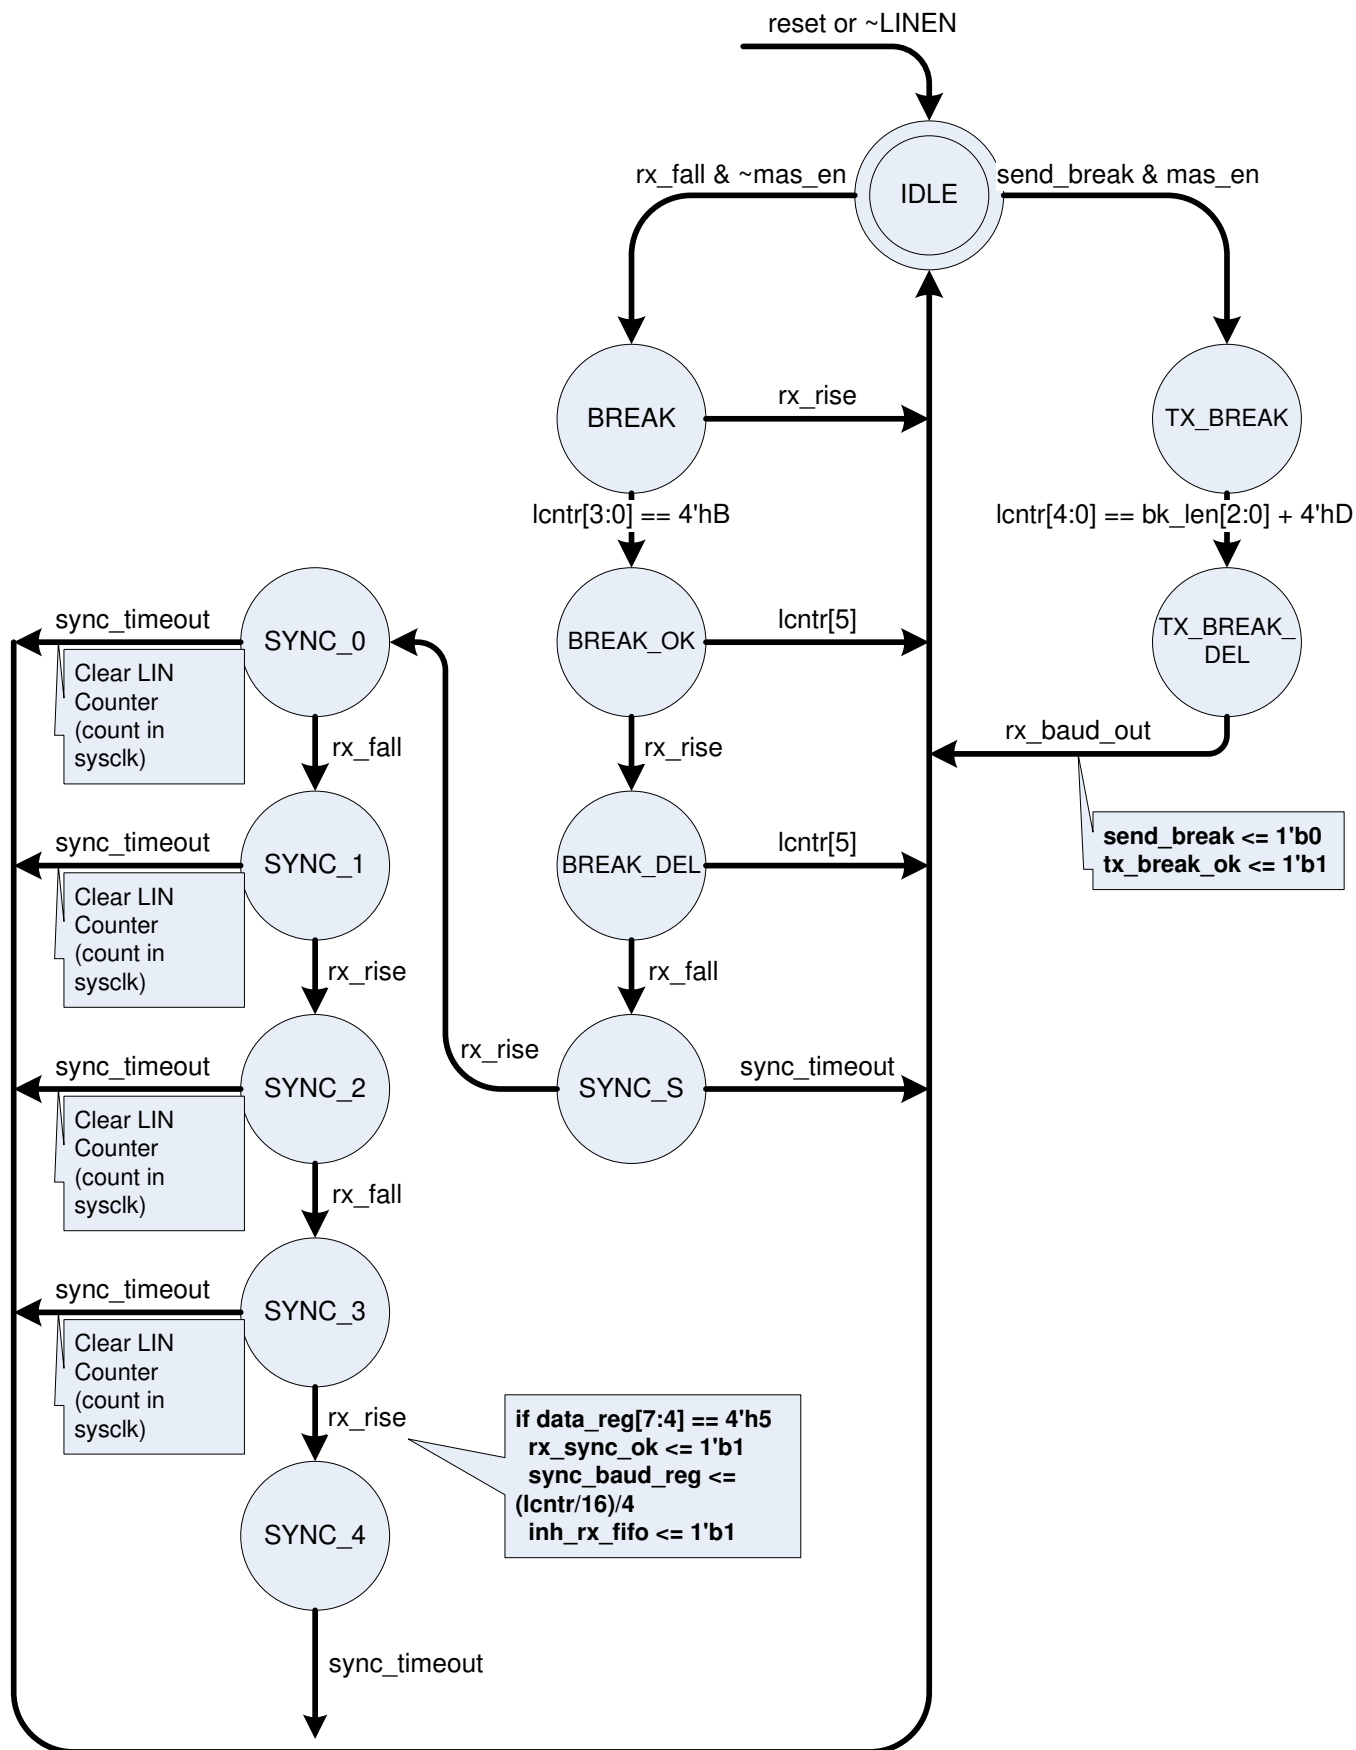 reset or ~LINEN
rx_fall & ~mas_en
IDLE
send_break & mas_en
BREAK
rx_rise
TX_BREAK
lcntr[3:0] == 4'hB
lcntr[4:0] == bk_len[2:0] + 4'hD
sync_timeout
SYNC_0
BREAK_OK
lcntr[5]
TX_BREAK_
DEL
Clear LIN
Counter
(count in
sysclk)
rx_fall
rx_rise
rx_baud_out
sync_timeout
SYNC_1
BREAK_DEL
lcntr[5]
send_break <= 1'b0
tx_break_ok <= 1'b1
Clear LIN
Counter
(count in
sysclk)
rx_rise
rx_fall
sync_timeout
SYNC_2
rx_rise
SYNC_S
sync_timeout
Clear LIN
Counter
(count in
sysclk)
rx_fall
sync_timeout
SYNC_3
Clear LIN
Counter
(count in
sysclk)
rx_rise
if data_reg[7:4] == 4'h5
rx_sync_ok <= 1'b1
sync_baud_reg <=
(lcntr/16)/4
inh_rx_fifo <= 1'b1
SYNC_4
sync_timeout